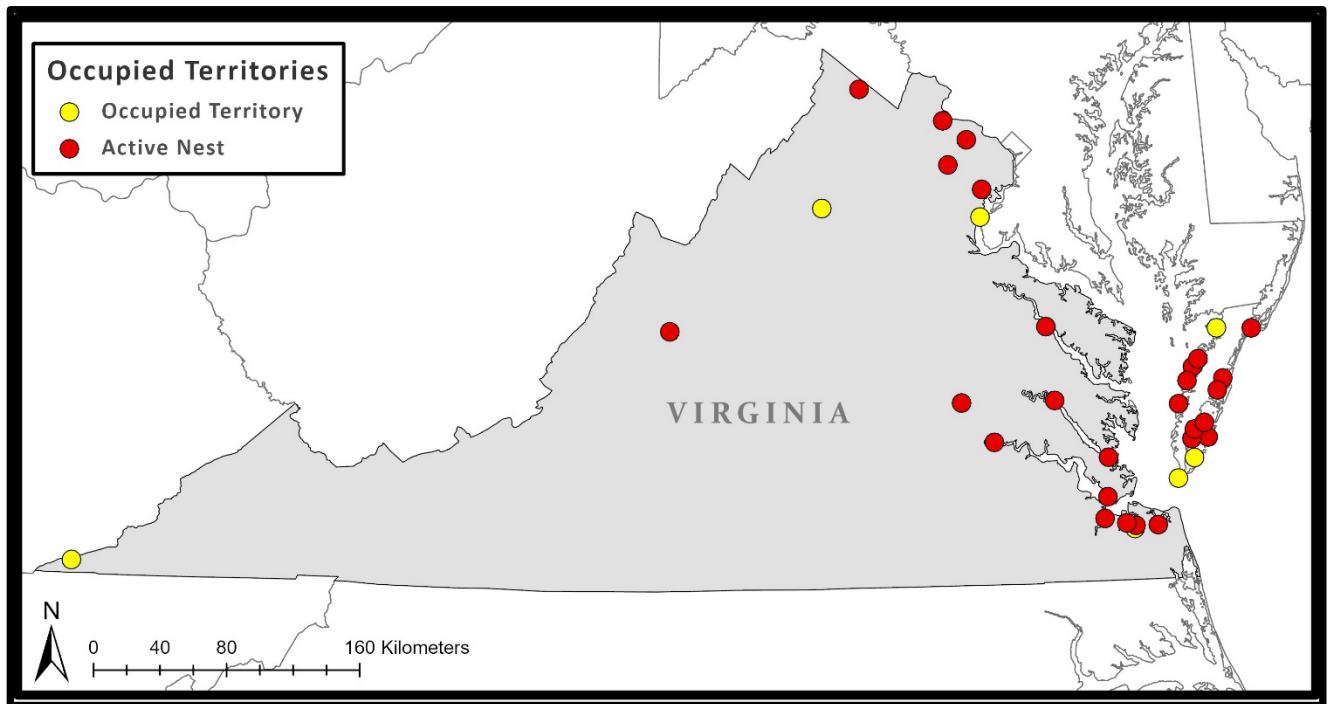 Occupied Territories
Occupied Territory
Active Nest
VIRGINIA
N
0 40 80 160 Kilometers